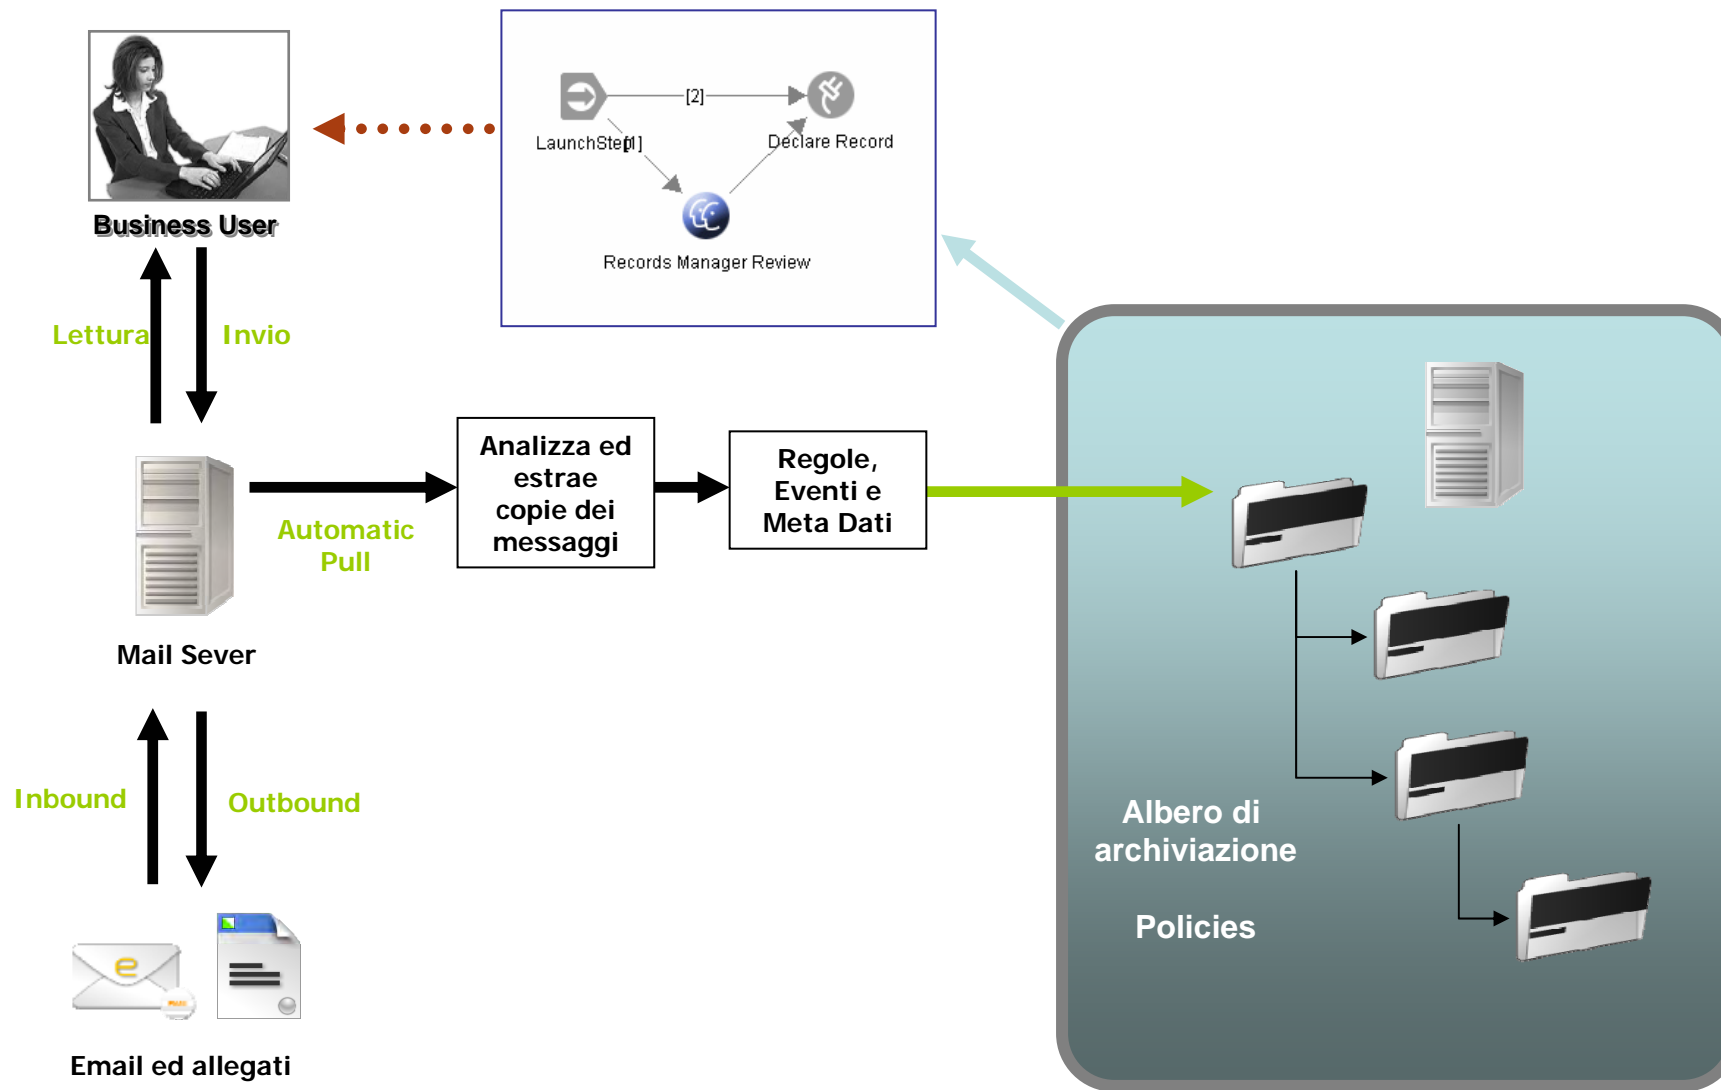 [2]
LaunchStep
[1]
Declare Record
Records Manager Review
Business User
Lettura
Invio
Analizza ed
estrae
copie dei
messaggi
Regole,
Eventi e
Meta Dati
Automatic
Pull
Mail Sever
Inbound
Outbound
Albero di
archiviazione
Policies
e
Email ed allegati